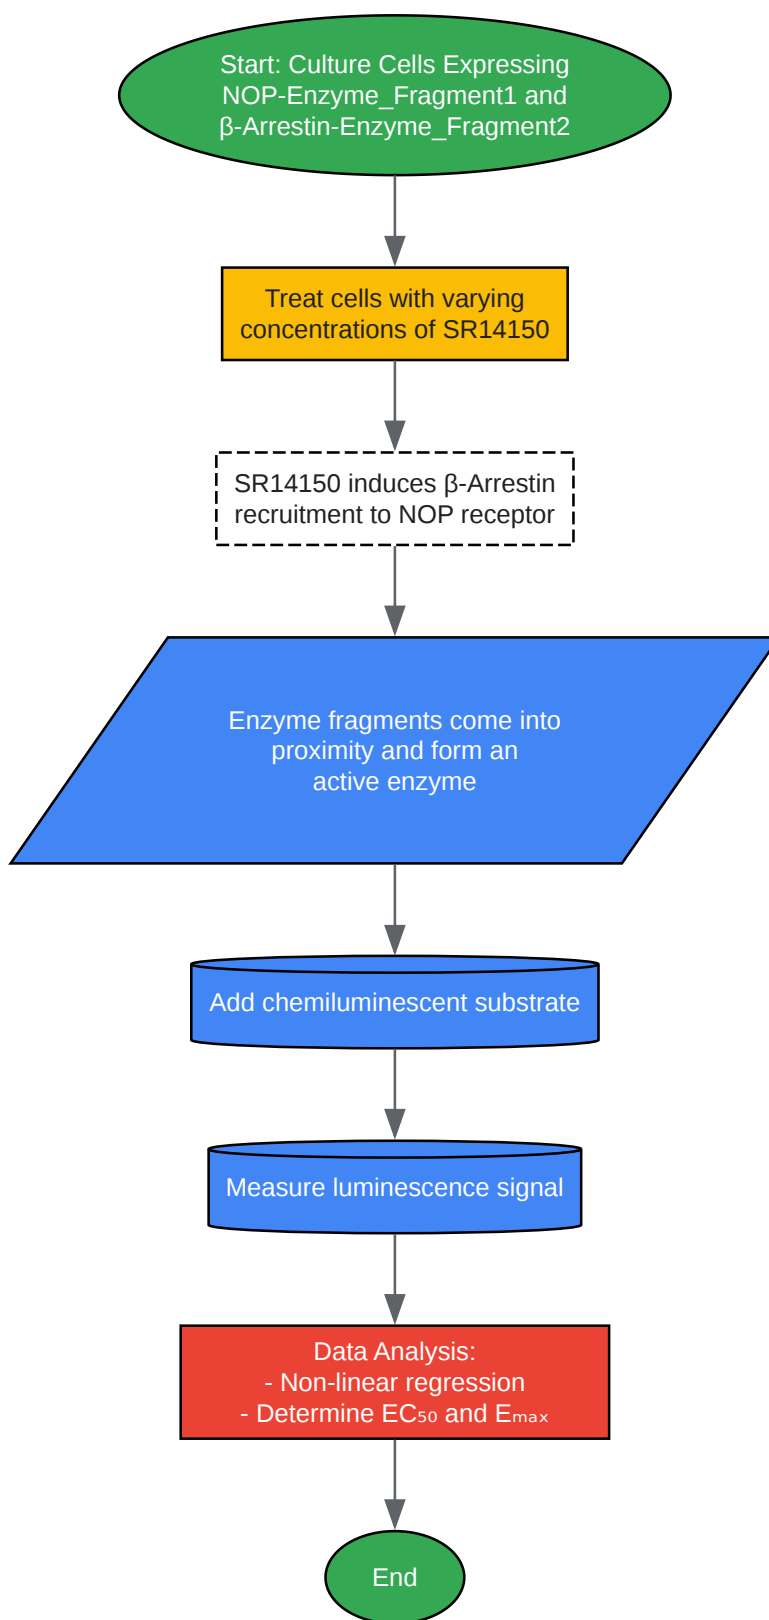 Start: Culture Cells Expressing
NOP-Enzyme_Fragment1 and
β-Arrestin-Enzyme_Fragment2
Treat cells with varying
concentrations of SR14150
SR14150 induces β-Arrestin
recruitment to NOP receptor
Enzyme fragments come into
proximity and form an
active enzyme
Add chemiluminescent substrate
Measure luminescence signal
Data Analysis:
- Non-linear regression
- Determine EC₅₀ and Eₘₐₓ
End